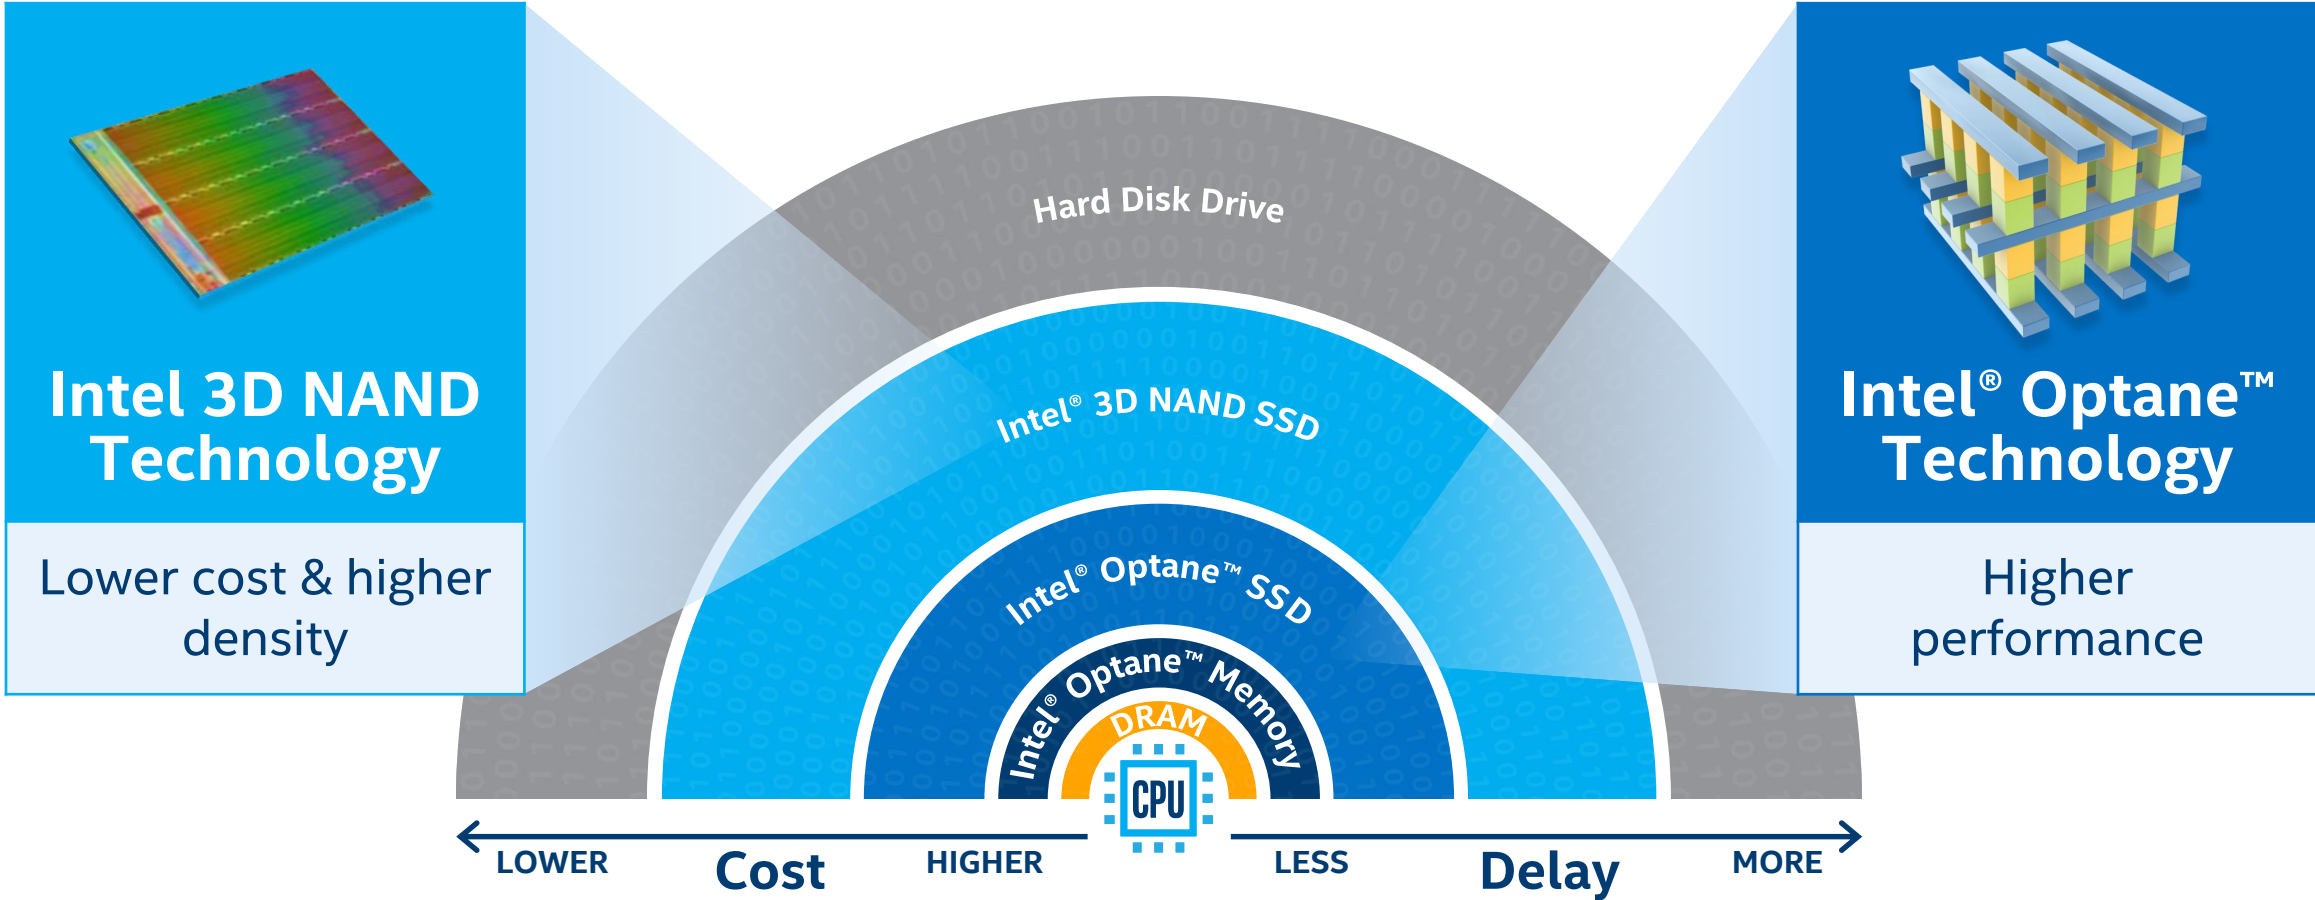 Intel 3D NAND
Technology
Lower cost & higher
density
Hard Disk Drive
Intel® 3D NAND SSD
Intel® Optane™ SSD
Intel® Optane™ Memory
DRAM
CPU
LOWER Cost HIGHER
LESS Delay MORE
Intel® Optane™
Technology
Higher
performance